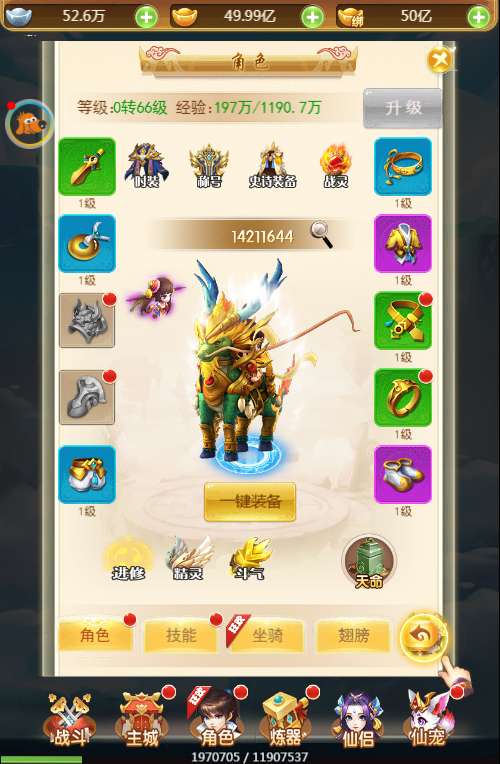 52.6万 49.99亿 绑 50亿
角色
等级:0转66级 经验:197万/1190.7万 升级
时装 称号 史诗装备 战灵
1级 1级
14211644
1级 1级
1级
1级
1级 1级
一键装备
进修 精灵 斗气 天命
角色 技能 狂欢 坐骑 翅膀
狂欢
战斗 主城 角色 炼器 仙侣 仙宠
1970705 / 11907537